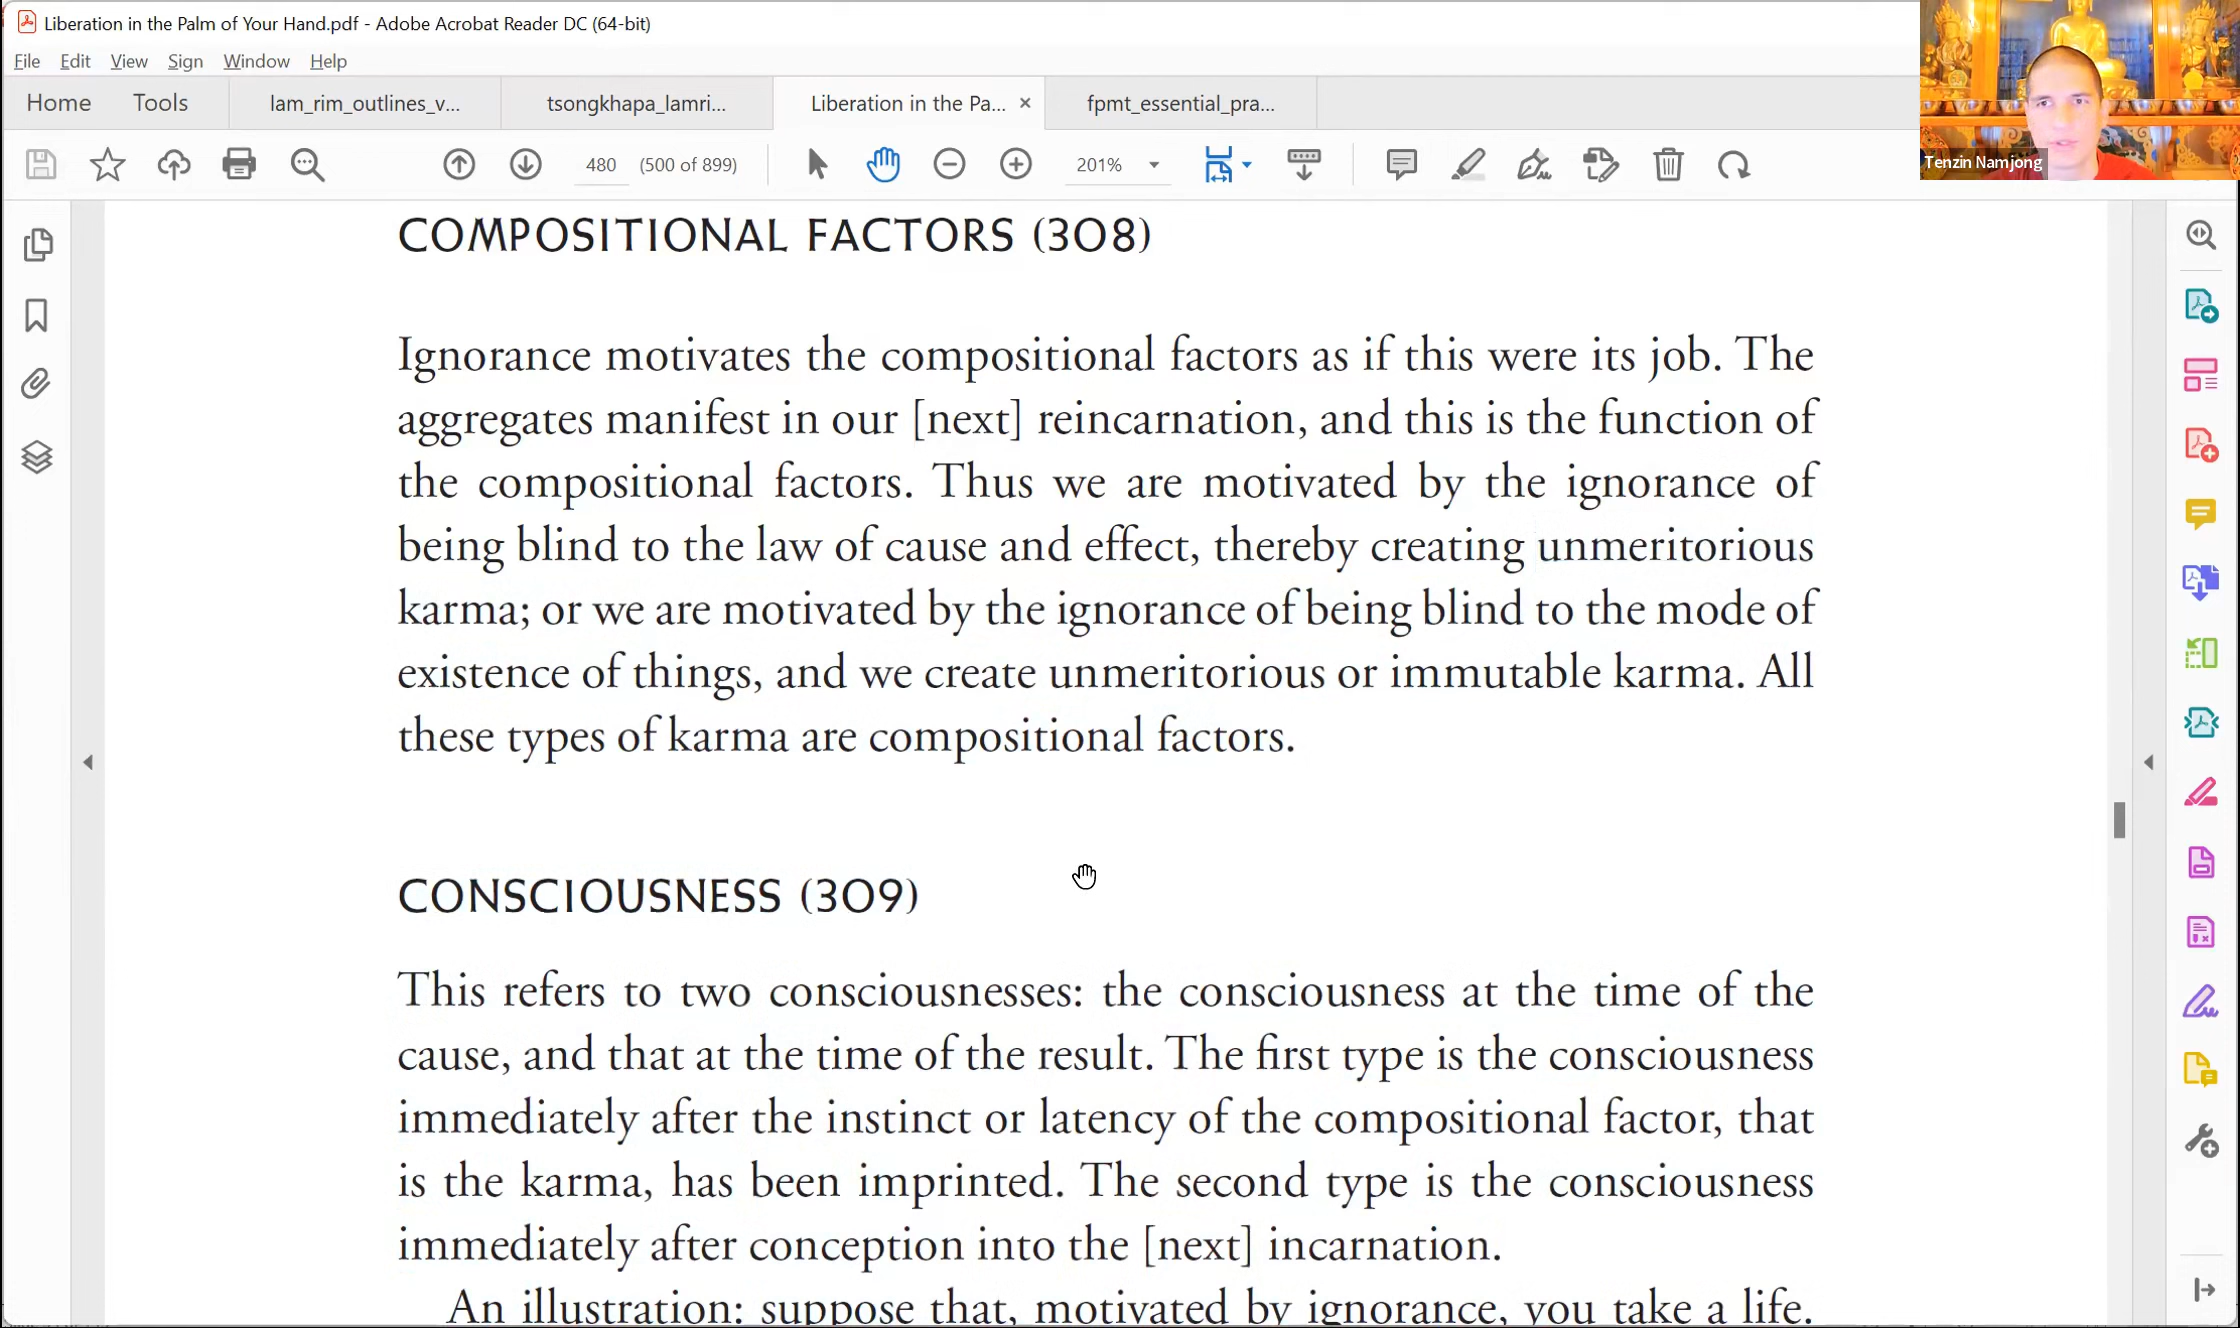 Liberation in the Palm of Your Hand.pdf - Adobe Acrobat Reader DC (64-bit)
File Edit View Sign Window Help
Home Tools lam_rim_outlines_v... tsongkhapa_lamri... Liberation in the Pa... × fpmt_essential_pra...
480 (500 of 899) 201%
Tenzin Namjong
COMPOSITIONAL FACTORS (308)
Ignorance motivates the compositional factors as if this were its job. The
aggregates manifest in our [next] reincarnation, and this is the function of
the compositional factors. Thus we are motivated by the ignorance of
being blind to the law of cause and effect, thereby creating unmeritorious
karma; or we are motivated by the ignorance of being blind to the mode of
existence of things, and we create unmeritorious or immutable karma. All
these types of karma are compositional factors.
CONSCIOUSNESS (309)
This refers to two consciousnesses: the consciousness at the time of the
cause, and that at the time of the result. The first type is the consciousness
immediately after the instinct or latency of the compositional factor, that
is the karma, has been imprinted. The second type is the consciousness
immediately after conception into the [next] incarnation.
An illustration: suppose that, motivated by ignorance, you take a life.